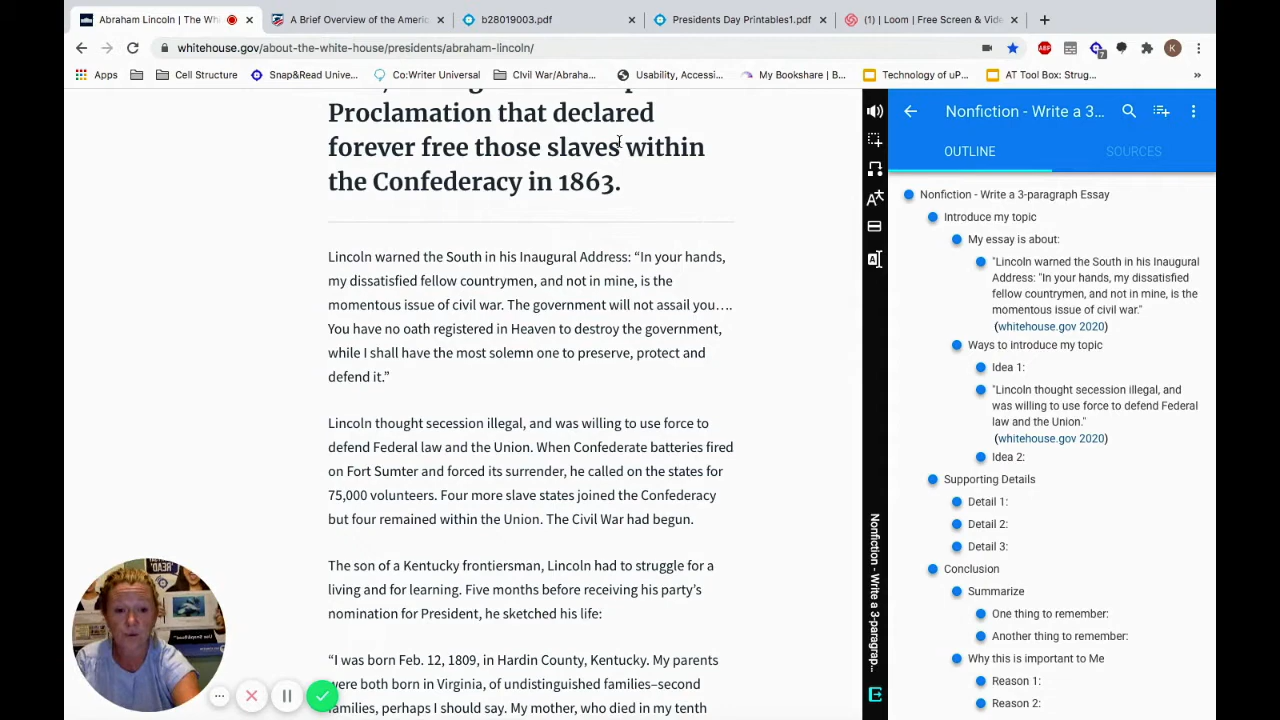 Abraham Lincoln | The Wh
A Brief Overview of the Americ
b28019003.pdf
Presidents Day Printables1.pdf
(1) | Loom | Free Screen & Vide
whitehouse.gov/about-the-white-house/presidents/abraham-lincoln/
ABP
7
K
Apps
Cell Structure
Snap&Read Unive...
Co:Writer Universal
Civil War/Abraha...
Usability, Accessi...
My Bookshare | B...
Technology of uP...
AT Tool Box: Strug...
»
Proclamation that declared
forever free those slaves within
the Confederacy in 1863.
Lincoln warned the South in his Inaugural Address: “In your hands,
my dissatisfied fellow countrymen, and not in mine, is the
momentous issue of civil war. The government will not assail you….
You have no oath registered in Heaven to destroy the government,
while I shall have the most solemn one to preserve, protect and
defend it.”
Lincoln thought secession illegal, and was willing to use force to
defend Federal law and the Union. When Confederate batteries fired
on Fort Sumter and forced its surrender, he called on the states for
75,000 volunteers. Four more slave states joined the Confederacy
but four remained within the Union. The Civil War had begun.
The son of a Kentucky frontiersman, Lincoln had to struggle for a
living and for learning. Five months before receiving his party’s
nomination for President, he sketched his life:
“I was born Feb. 12, 1809, in Hardin County, Kentucky. My parents
were both born in Virginia, of undistinguished families–second
families, perhaps I should say. My mother, who died in my tenth
Nonfiction - Write a 3-paragrap...
Nonfiction - Write a 3...
OUTLINE
SOURCES
Nonfiction - Write a 3-paragraph Essay
Introduce my topic
My essay is about:
"Lincoln warned the South in his Inaugural
Address: "In your hands, my dissatisfied
fellow countrymen, and not in mine, is the
momentous issue of civil war."
(whitehouse.gov 2020)
Ways to introduce my topic
Idea 1:
"Lincoln thought secession illegal, and
was willing to use force to defend Federal
law and the Union."
(whitehouse.gov 2020)
Idea 2:
Supporting Details
Detail 1:
Detail 2:
Detail 3:
Conclusion
Summarize
One thing to remember:
Another thing to remember:
Why this is important to Me
Reason 1:
Reason 2: